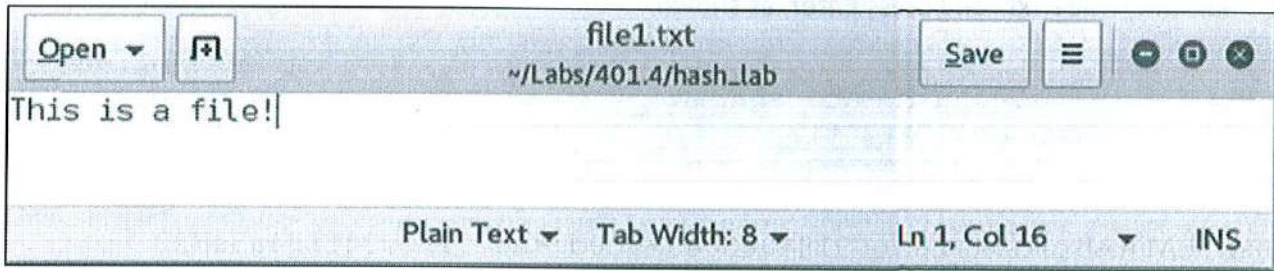 Open
file1.txt
~/Labs/401.4/hash_lab
Save
This is a file!
Plain Text
Tab Width: 8
Ln 1, Col 16
INS